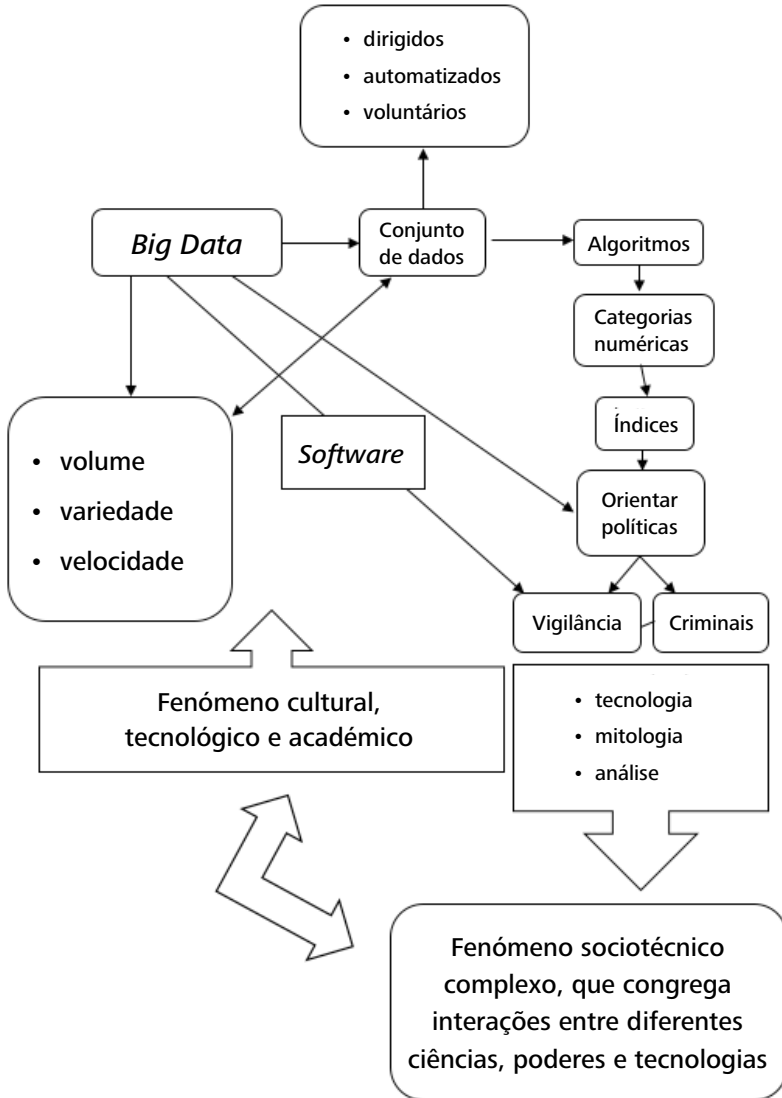 • dirigidos
• automatizados
• voluntários
Big Data
Conjunto
de dados
Algoritmos
Categorias
numéricas
Índices
• volume
• variedade
• velocidade
Software
Orientar
políticas
Vigilância
Criminais
Fenómeno cultural,
tecnológico e académico
• tecnologia
• mitologia
• análise
Fenómeno sociotécnico
complexo, que congrega
interações entre diferentes
ciências, poderes e tecnologias